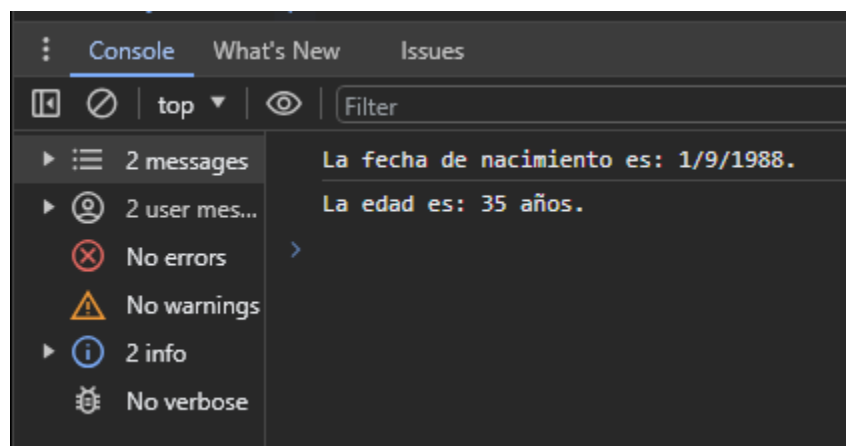 Console What's New Issues
top Filter
2 messages
La fecha de nacimiento es: 1/9/1988.
2 user mes...
La edad es: 35 años.
No errors
No warnings
2 info
No verbose